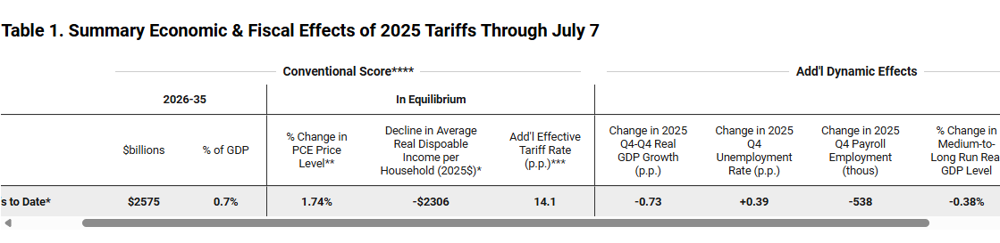 Table 1. Summary Economic & Fiscal Effects of 2025 Tariffs Through July 7
Conventional Score**** Add'l Dynamic Effects
2026-35 In Equilibrium
$billions
% of GDP
% Change in
PCE Price
Level**
Decline in Average
Real Dispoable
Income per
Household (2025$)*
Add'l Effective
Tariff Rate
(p.p.)***
Change in 2025
Q4-Q4 Real
GDP Growth
(p.p.)
Change in 2025
Q4
Unemployment
Rate (p.p.)
Change in 2025
Q4 Payroll
Employment
(thous)
% Change in
Medium-to-
Long Run Rea
GDP Level
s to Date* $2575 0.7% 1.74% -$2306 14.1 -0.73 +0.39 -538 -0.38%